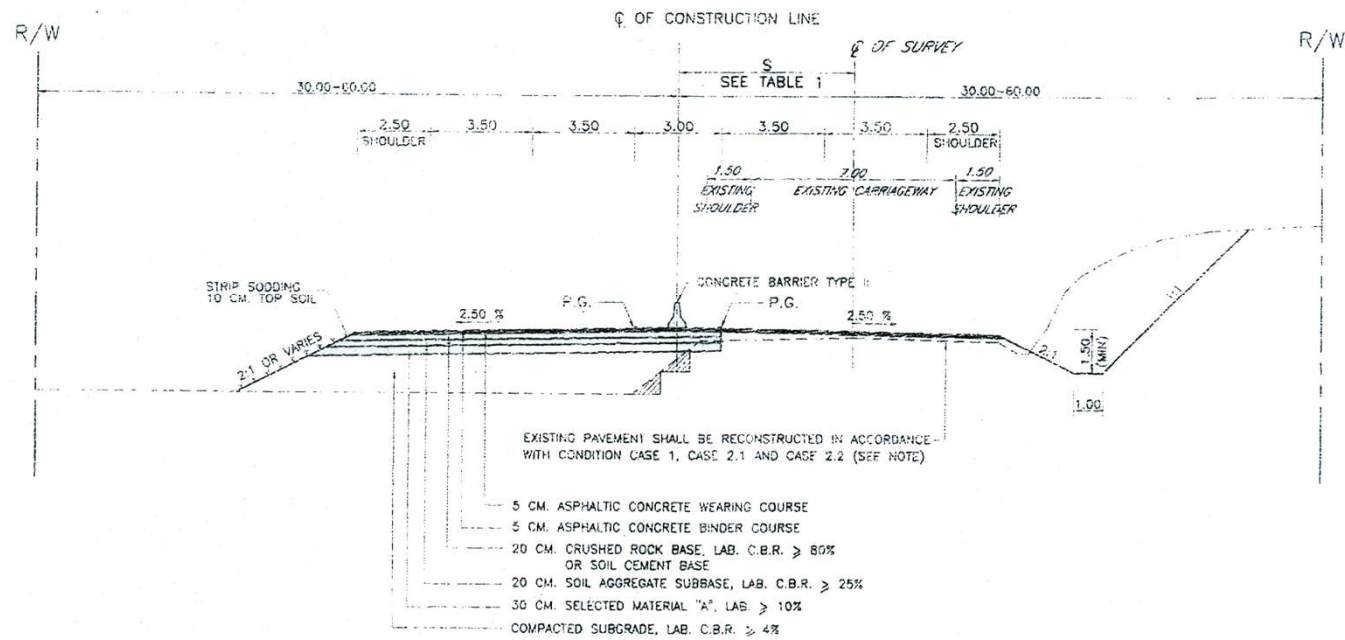 ℄ OF CONSTRUCTION LINE
R/W
R/W
℄ OF SURVEY
S
SEE TABLE 1
30.00-60.00
30.00-60.00
2.50 3.50 3.50 3.00 3.50 3.50 2.50
SHOULDER
SHOULDER
1.50 7.00 1.50
EXISTING SHOULDER
EXISTING CARRIAGEWAY
EXISTING SHOULDER
STRIP SODDING
10 CM. TOP SOIL
CONCRETE BARRIER TYPE II
P.G.
P.G.
2.50 %
2.50 %
2:1 OR VARIES
2:1
1.50
(MIN)
1:1
1.00
EXISTING PAVEMENT SHALL BE RECONSTRUCTED IN ACCORDANCE
WITH CONDITION CASE 1, CASE 2.1 AND CASE 2.2 (SEE NOTE)
5 CM. ASPHALTIC CONCRETE WEARING COURSE
5 CM. ASPHALTIC CONCRETE BINDER COURSE
20 CM. CRUSHED ROCK BASE, LAB. C.B.R. ⩾ 80%
OR SOIL CEMENT BASE
20 CM. SOIL AGGREGATE SUBBASE, LAB. C.B.R. ⩾ 25%
30 CM. SELECTED MATERIAL "A", LAB. ⩾ 10%
COMPACTED SUBGRADE, LAB. C.B.R. ⩾ 4%